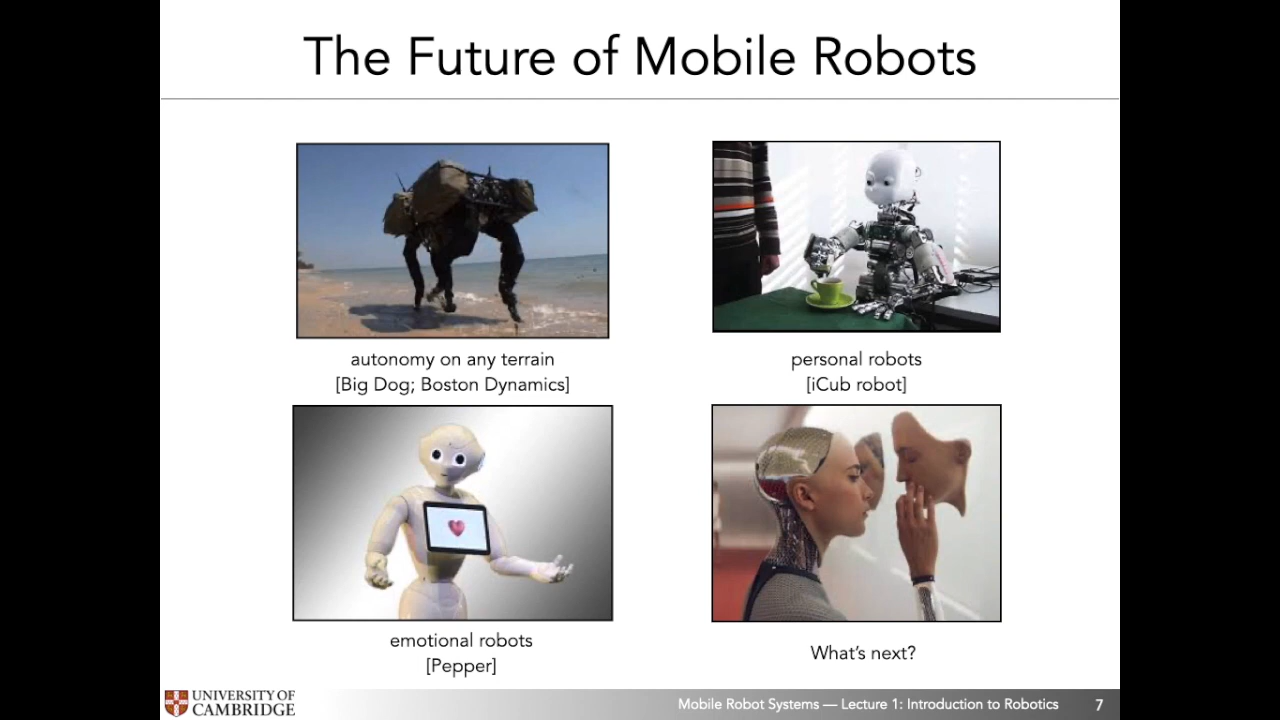 The Future of Mobile Robots
autonomy on any terrain
[Big Dog; Boston Dynamics]
personal robots
[iCub robot]
emotional robots
[Pepper]
What's next?
UNIVERSITY OF
CAMBRIDGE
Mobile Robot Systems — Lecture 1: Introduction to Robotics
7